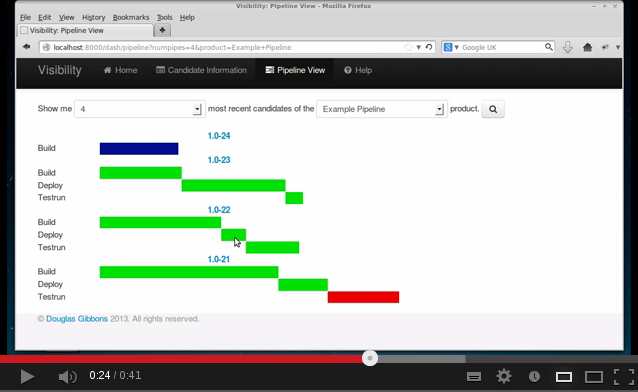 Visibility: Pipeline View - Mozilla Firefox
File Edit View History Bookmarks Tools Help
Visibility: Pipeline View
localhost:8000/dash/pipeline?numpipes=4&product=Example+Pipeline
Google UK
Visibility Home Candidate Information Pipeline View Help
Show me 4 most recent candidates of the Example Pipeline product.
1.0-24
Build
1.0-23
Build
Deploy
Testrun
1.0-22
Build
Deploy
Testrun
1.0-21
Build
Deploy
Testrun
© Douglas Gibbons 2013. All rights reserved.
0:24 / 0:41